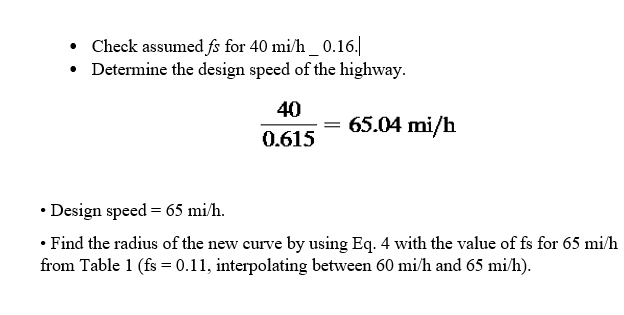 • Check assumed fs for 40 mi/h _ 0.16.
• Determine the design speed of the highway.
40
0.615 = 65.04 mi/h
• Design speed = 65 mi/h.
• Find the radius of the new curve by using Eq. 4 with the value of fs for 65 mi/h
from Table 1 (fs = 0.11, interpolating between 60 mi/h and 65 mi/h).